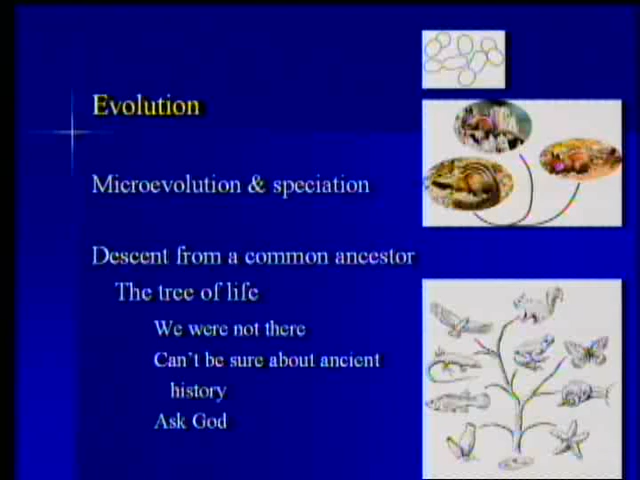 Evolution
Microevolution & speciation
Descent from a common ancestor
The tree of life
We were not there
Can't be sure about ancient
history
Ask God